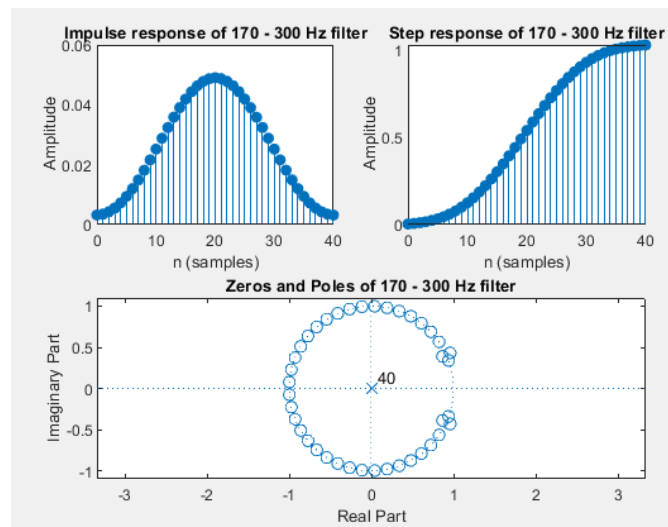 Impulse response of 170 - 300 Hz filter
0.06
0.04
0.02
0
Amplitude
0 10 20 30 40
n (samples)
Step response of 170 - 300 Hz filter
1
0.5
0
Amplitude
0 10 20 30 40
n (samples)
Zeros and Poles of 170 - 300 Hz filter
1
0.5
0
-0.5
-1
Imaginary Part
40
-3 -2 -1 0 1 2 3
Real Part